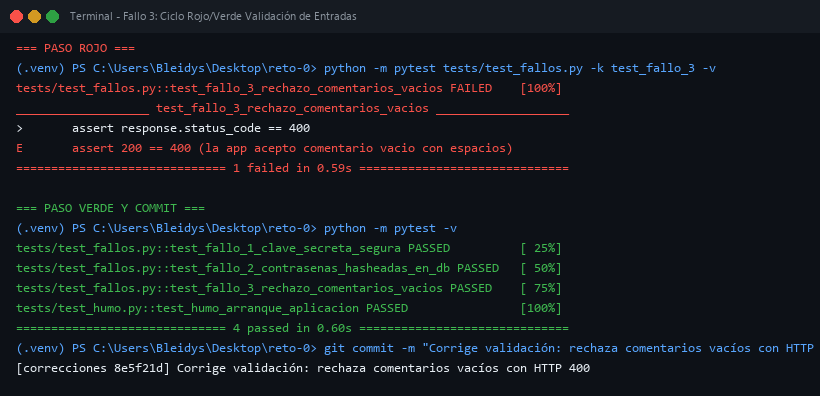 Terminal - Fallo 3: Ciclo Rojo/Verde Validación de Entradas
=== PASO ROJO ===
(.venv) PS C:\Users\Bleidys\Desktop\reto-0> python -m pytest tests/test_fallos.py -k test_fallo_3 -v
tests/test_fallos.py::test_fallo_3_rechazo_comentarios_vacios FAILED    [100%]
___________________ test_fallo_3_rechazo_comentarios_vacios ___________________
>       assert response.status_code == 400
E       assert 200 == 400 (la app acepto comentario vacio con espacios)
============================== 1 failed in 0.59s ==============================
=== PASO VERDE Y COMMIT ===
(.venv) PS C:\Users\Bleidys\Desktop\reto-0> python -m pytest -v
tests/test_fallos.py::test_fallo_1_clave_secreta_segura PASSED          [ 25%]
tests/test_fallos.py::test_fallo_2_contrasenas_hasheadas_en_db PASSED   [ 50%]
tests/test_fallos.py::test_fallo_3_rechazo_comentarios_vacios PASSED    [ 75%]
tests/test_humo.py::test_humo_arranque_aplicacion PASSED                [100%]
============================== 4 passed in 0.60s ==============================
(.venv) PS C:\Users\Bleidys\Desktop\reto-0> git commit -m "Corrige validación: rechaza comentarios vacíos con HTTP
[correcciones 8e5f21d] Corrige validación: rechaza comentarios vacíos con HTTP 400